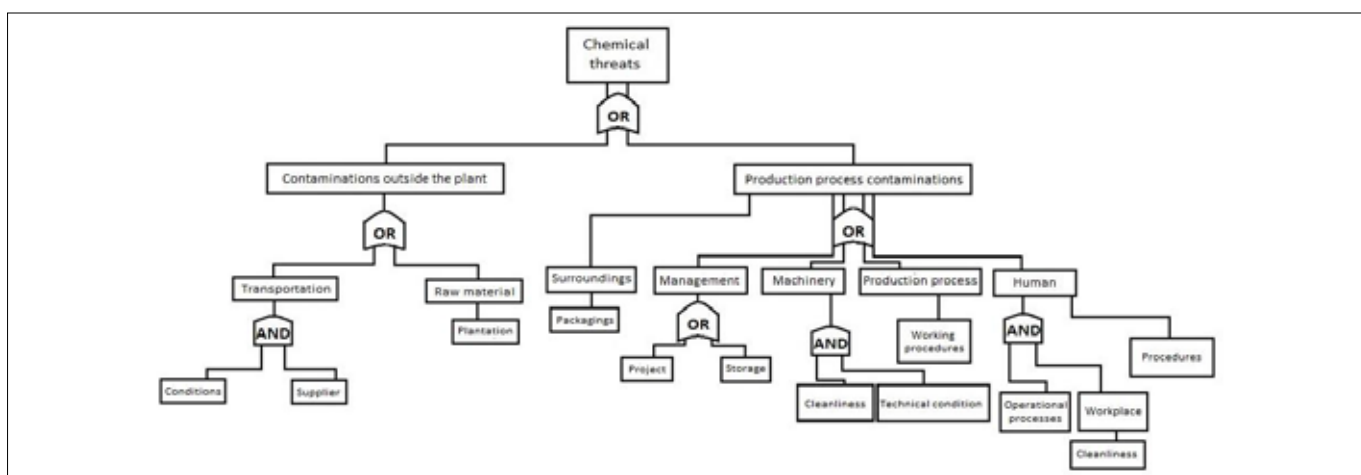 Chemical
threats
OR
Contaminations outside the plant
Production process contaminations
OR
OR
Transportation
Raw material
Surroundings
Management
Machinery
Production process
Human
AND
Plantation
Packagings
OR
AND
Working
procedures
AND
Procedures
Conditions
Supplier
Project
Storage
Cleanliness
Technical condition
Operational
processes
Workplace
Cleanliness